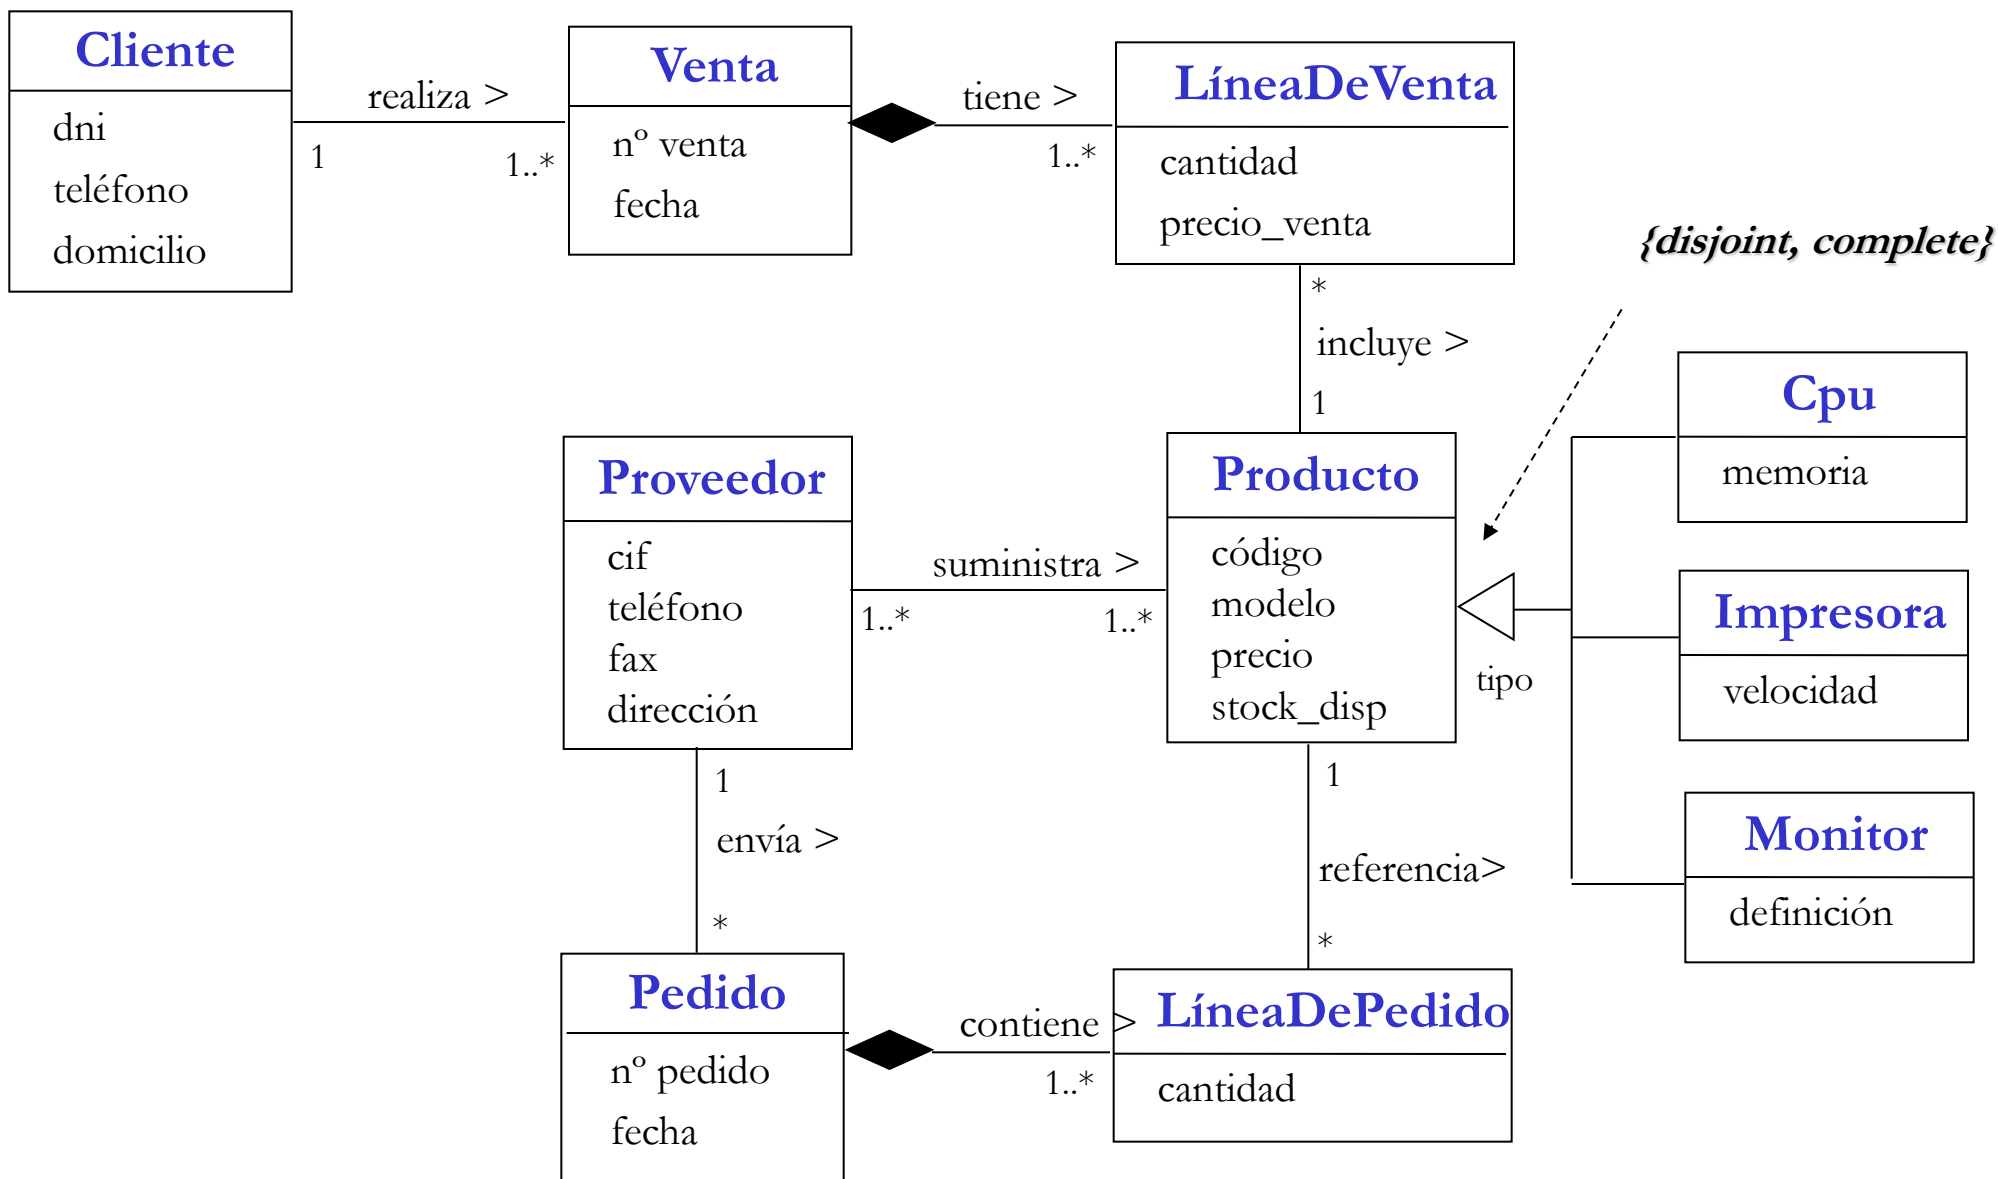 Cliente
dni
teléfono
domicilio
realiza >
1
1..*
Venta
nº venta
fecha
tiene >
1..*
LíneaDeVenta
cantidad
precio_venta
*
incluye >
1
{disjoint, complete}
Proveedor
cif
teléfono
fax
dirección
suministra >
1..*
1..*
Producto
código
modelo
precio
stock_disp
tipo
Cpu
memoria
Impresora
velocidad
Monitor
definición
1
envía >
*
1
referencia>
*
Pedido
nº pedido
fecha
contiene >
1..*
LíneaDePedido
cantidad